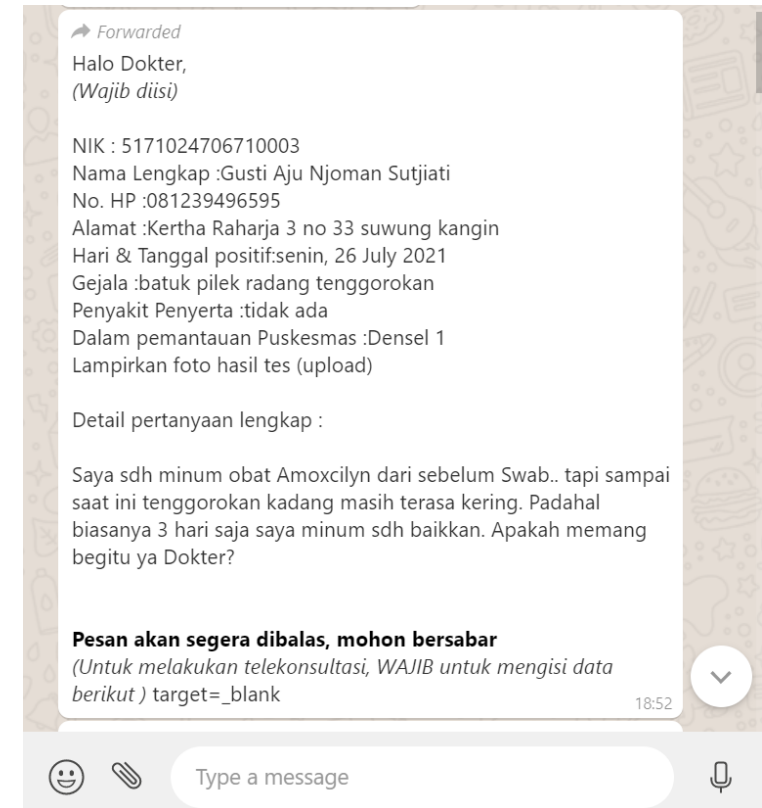 Forwarded
Halo Dokter,
(Wajib diisi)
NIK : 5171024706710003
Nama Lengkap :Gusti Aju Njoman Sutjiati
No. HP :081239496595
Alamat :Kertha Raharja 3 no 33 suwung kangin
Hari & Tanggal positif:senin, 26 July 2021
Gejala :batuk pilek radang tenggorokan
Penyakit Penyerta :tidak ada
Dalam pemantauan Puskesmas :Densel 1
Lampirkan foto hasil tes (upload)
Detail pertanyaan lengkap :
Saya sdh minum obat Amoxcilyn dari sebelum Swab.. tapi sampai
saat ini tenggorokan kadang masih terasa kering. Padahal
biasanya 3 hari saja saya minum sdh baikkan. Apakah memang
begitu ya Dokter?
Pesan akan segera dibalas, mohon bersabar
(Untuk melakukan telekonsultasi, WAJIB untuk mengisi data
berikut ) target=_blank
18:52
Type a message